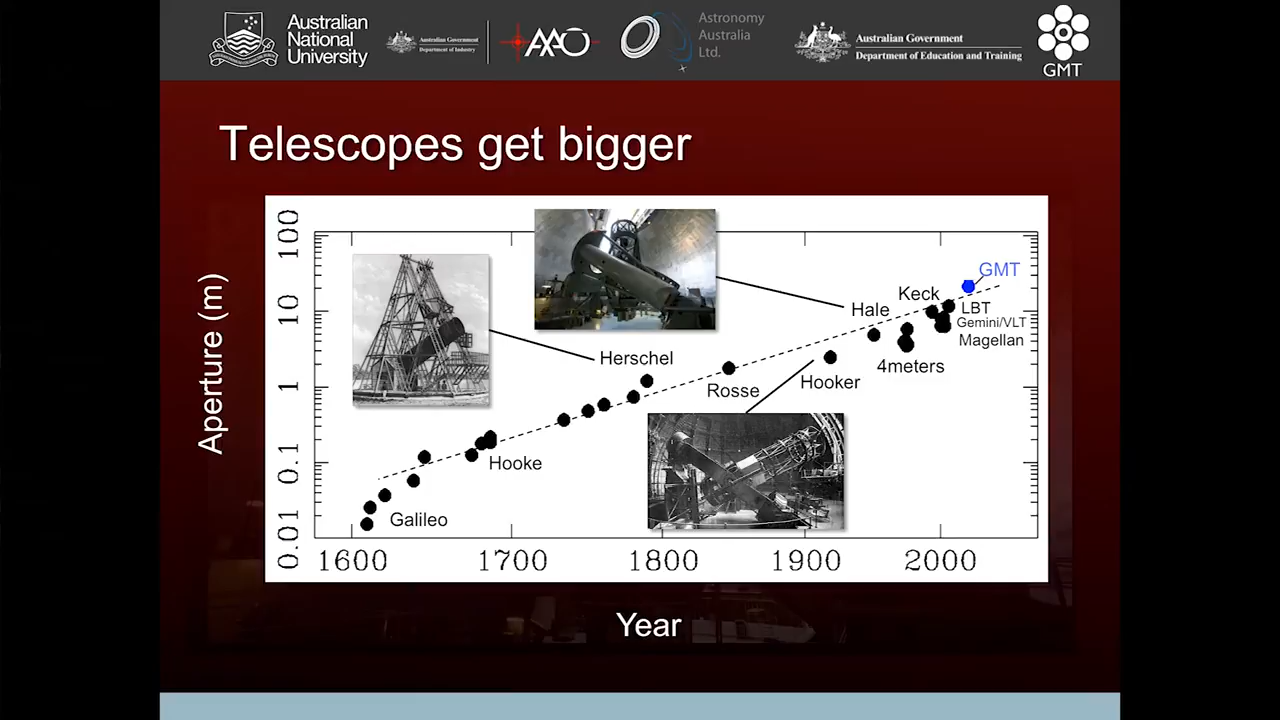 Australian
National
University
Australian Government
Department of Industry
AAO
Astronomy
Australia
Ltd.
Australian Government
Department of Education and Training
GMT
Telescopes get bigger
Aperture (m)
100
10
1
0.1
0.01
GMT
Keck
LBT
Hale
Gemini/VLT
Magellan
Herschel
4meters
Rosse
Hooker
Hooke
Galileo
1600
1700
1800
1900
2000
Year